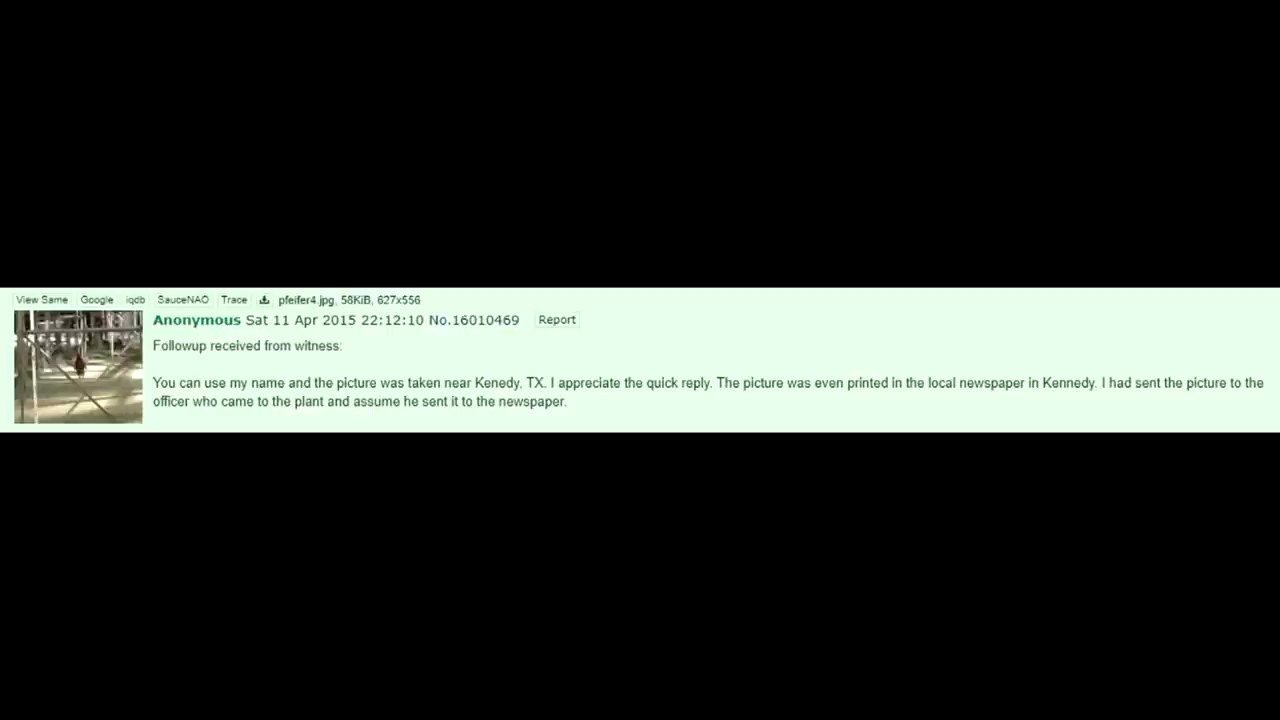 View Same Google iqdb SauceNAO Trace pfeifer4.jpg, 58KiB, 627x556
Anonymous Sat 11 Apr 2015 22:12:10 No.16010469 Report
Followup received from witness:
You can use my name and the picture was taken near Kenedy, TX. I appreciate the quick reply. The picture was even printed in the local newspaper in Kennedy. I had sent the picture to the
officer who came to the plant and assume he sent it to the newspaper.